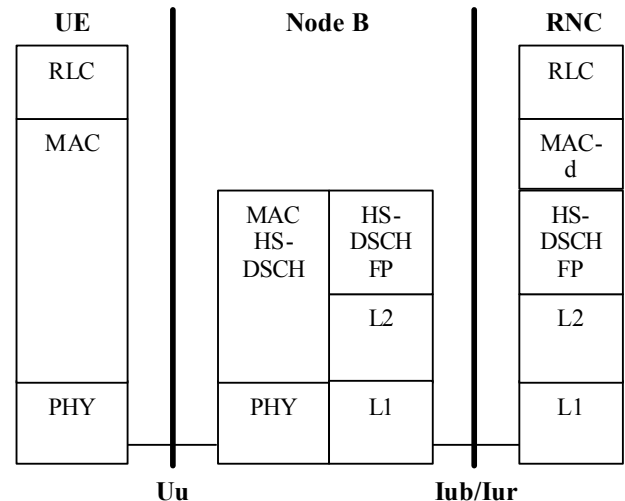 UE
Node B
RNC
RLC
RLC
MAC
MAC-
d
MAC
HS-
DSCH
HS-
DSCH
FP
HS-
DSCH
FP
L2
L2
PHY
PHY
L1
L1
Uu
Iub/Iur